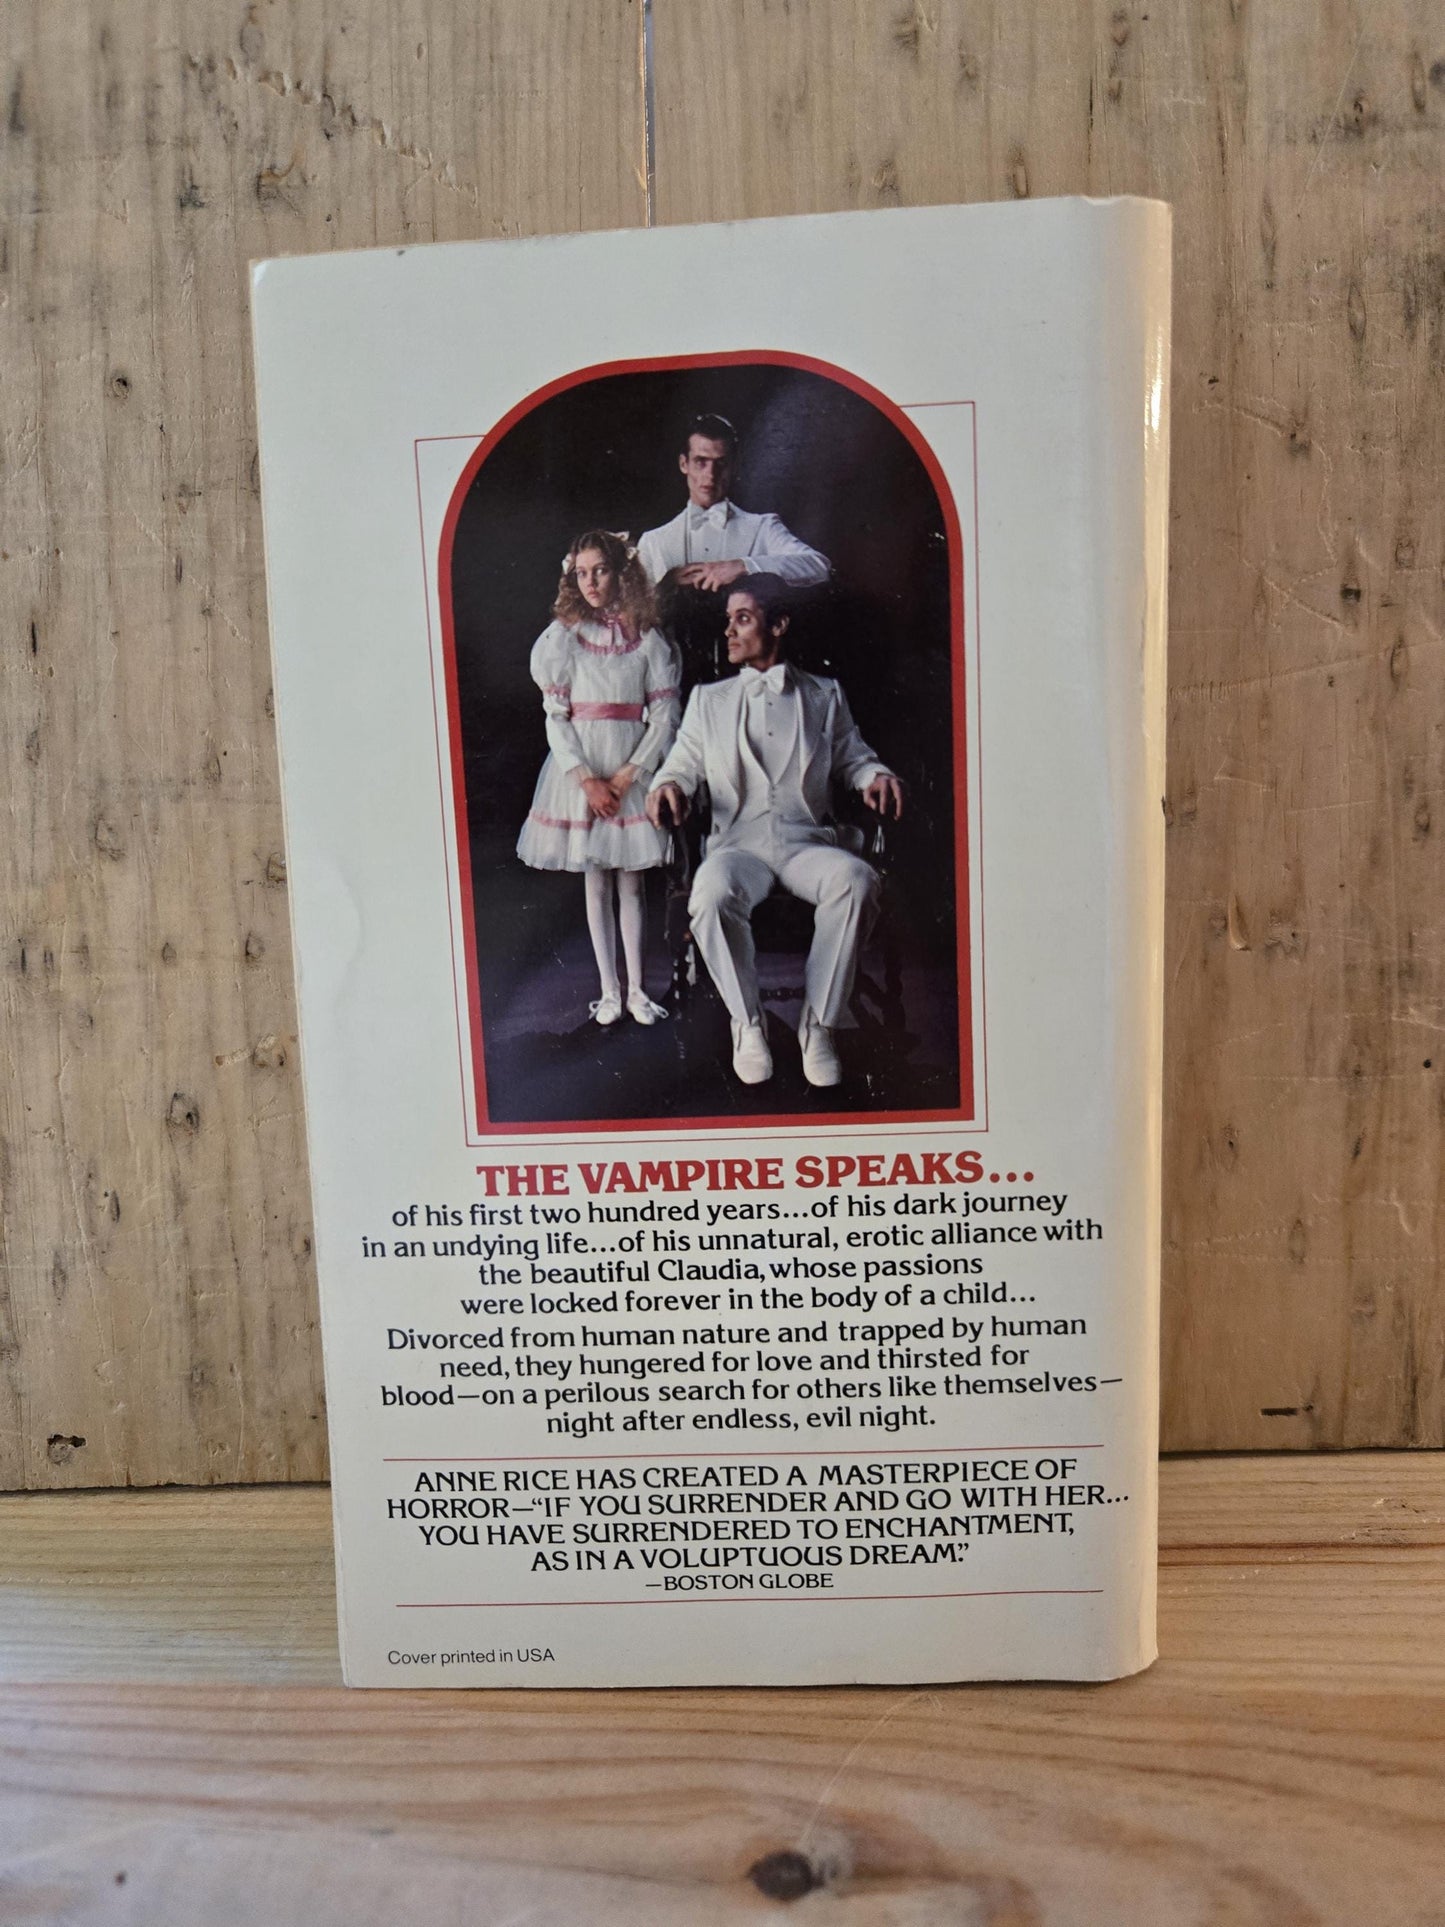 THE VAMPIRE SPEAKS...
of his first two hundred years...of his dark journey
in an undying life...of his unnatural, erotic alliance with
the beautiful Claudia, whose passions
were locked forever in the body of a child...
Divorced from human nature and trapped by human
need, they hungered for love and thirsted for
blood—on a perilous search for others like themselves—
night after endless, evil night.
ANNE RICE HAS CREATED A MASTERPIECE OF
HORROR—“IF YOU SURRENDER AND GO WITH HER...
YOU HAVE SURRENDERED TO ENCHANTMENT,
AS IN A VOLUPTUOUS DREAM.”
—BOSTON GLOBE
Cover printed in USA